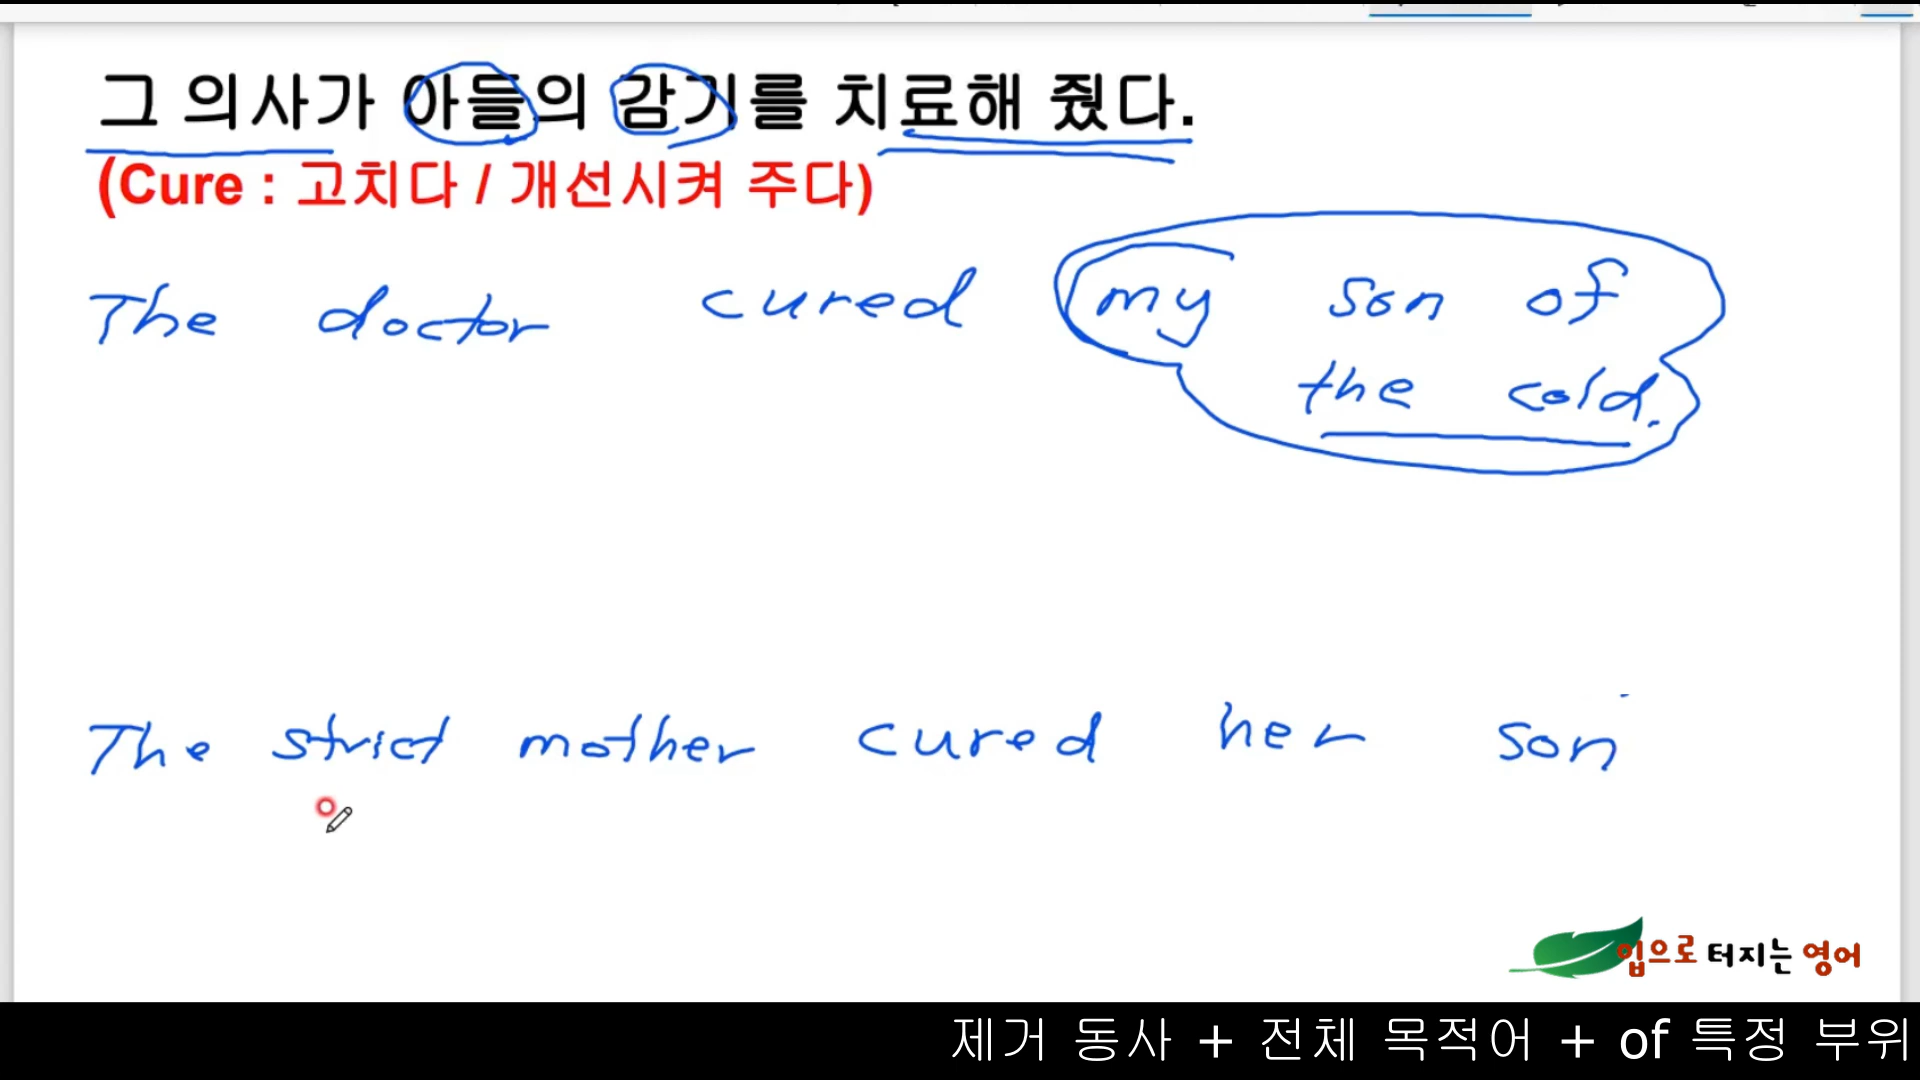 그 의사가 아들의 감기를 치료해 줬다.
(Cure : 고치다 / 개선시켜 주다)
The doctor cured my son of
the cold.
The strict mother cured her son
입으로 터지는 영어
제거 동사 + 전체 목적어 + of 특정 부위